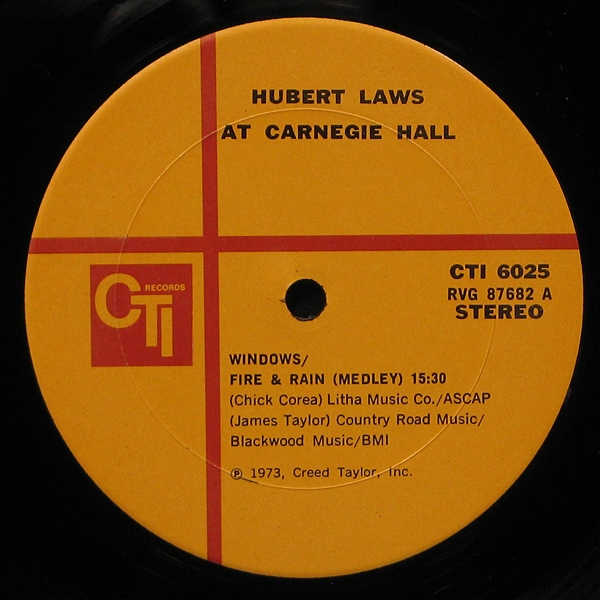 HUBERT LAWS
AT CARNEGIE HALL
CTI RECORDS
CTI 6025
RVG 87682 A
STEREO
WINDOWS/
FIRE & RAIN (MEDLEY) 15:30
(Chick Corea) Litha Music Co./ASCAP
(James Taylor) Country Road Music/
Blackwood Music/BMI
℗ 1973, Creed Taylor, Inc.